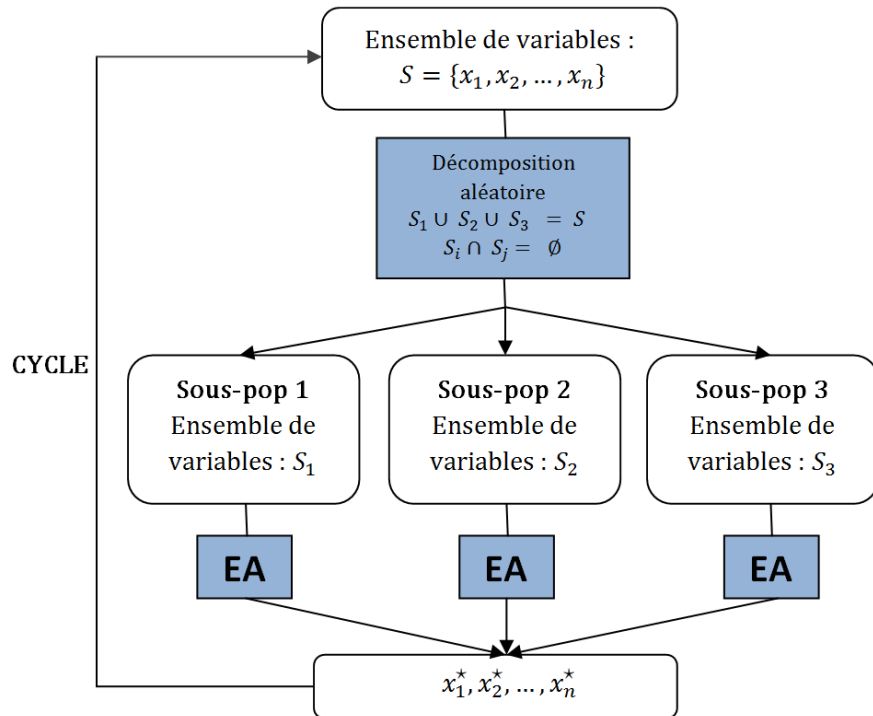 Ensemble de variables :
S = {x₁, x₂, … , xₙ}
Décomposition
aléatoire
S₁ ∪ S₂ ∪ S₃ = S
Sᵢ ∩ Sⱼ = ∅
CYCLE
Sous-pop 1
Ensemble de
variables : S₁
Sous-pop 2
Ensemble de
variables : S₂
Sous-pop 3
Ensemble de
variables : S₃
EA
EA
EA
x₁*, x₂*, … , xₙ*